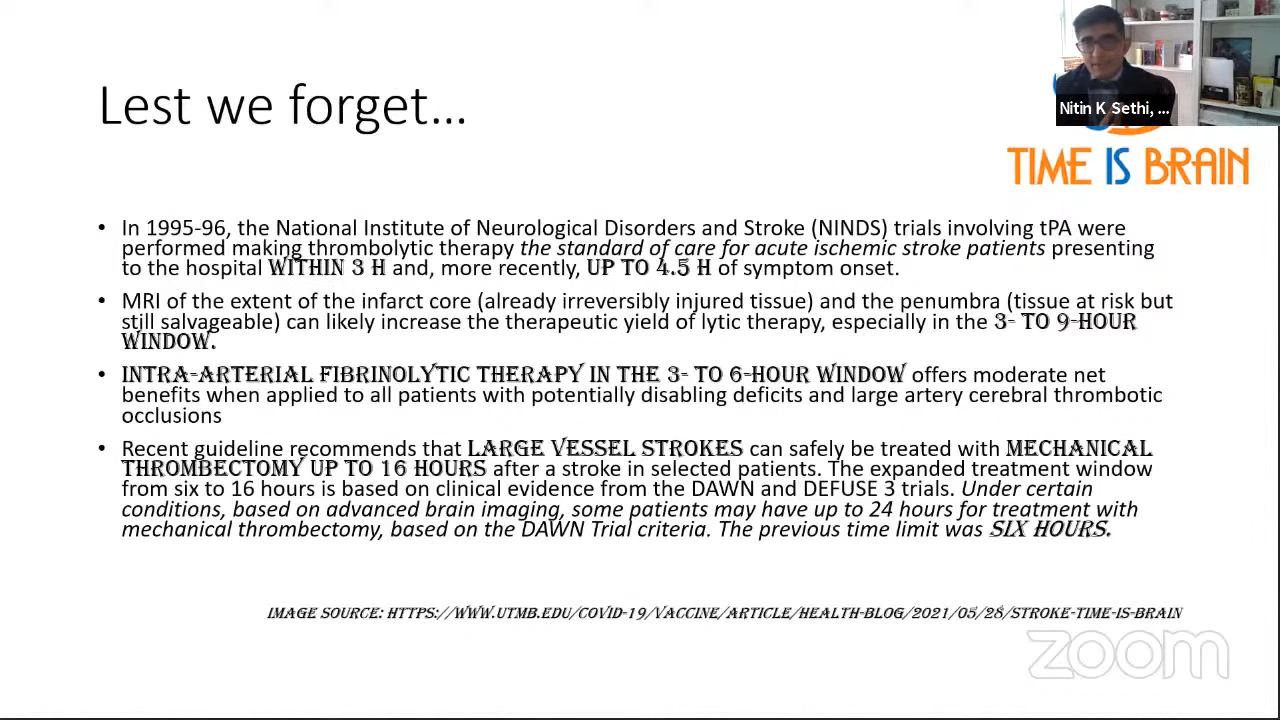 Nitin K Sethi, ...
Lest we forget...
TIME IS BRAIN
• In 1995-96, the National Institute of Neurological Disorders and Stroke (NINDS) trials involving tPA were
performed making thrombolytic therapy the standard of care for acute ischemic stroke patients presenting
to the hospital WITHIN 3 H and, more recently, UP TO 4.5 H of symptom onset.
• MRI of the extent of the infarct core (already irreversibly injured tissue) and the penumbra (tissue at risk but
still salvageable) can likely increase the therapeutic yield of lytic therapy, especially in the 3- TO 9-HOUR
WINDOW.
• INTRA-ARTERIAL FIBRINOLYTIC THERAPY IN THE 3- TO 6-HOUR WINDOW offers moderate net
benefits when applied to all patients with potentially disabling deficits and large artery cerebral thrombotic
occlusions
• Recent guideline recommends that LARGE VESSEL STROKES can safely be treated with MECHANICAL
THROMBECTOMY UP TO 16 HOURS after a stroke in selected patients. The expanded treatment window
from six to 16 hours is based on clinical evidence from the DAWN and DEFUSE 3 trials. Under certain
conditions, based on advanced brain imaging, some patients may have up to 24 hours for treatment with
mechanical thrombectomy, based on the DAWN Trial criteria. The previous time limit was SIX HOURS.
IMAGE SOURCE: HTTPS://WWW.UTMB.EDU/COVID-19/VACCINE/ARTICLE/HEALTH-BLOG/2021/05/28/STROKE-TIME-IS-BRAIN
zoom